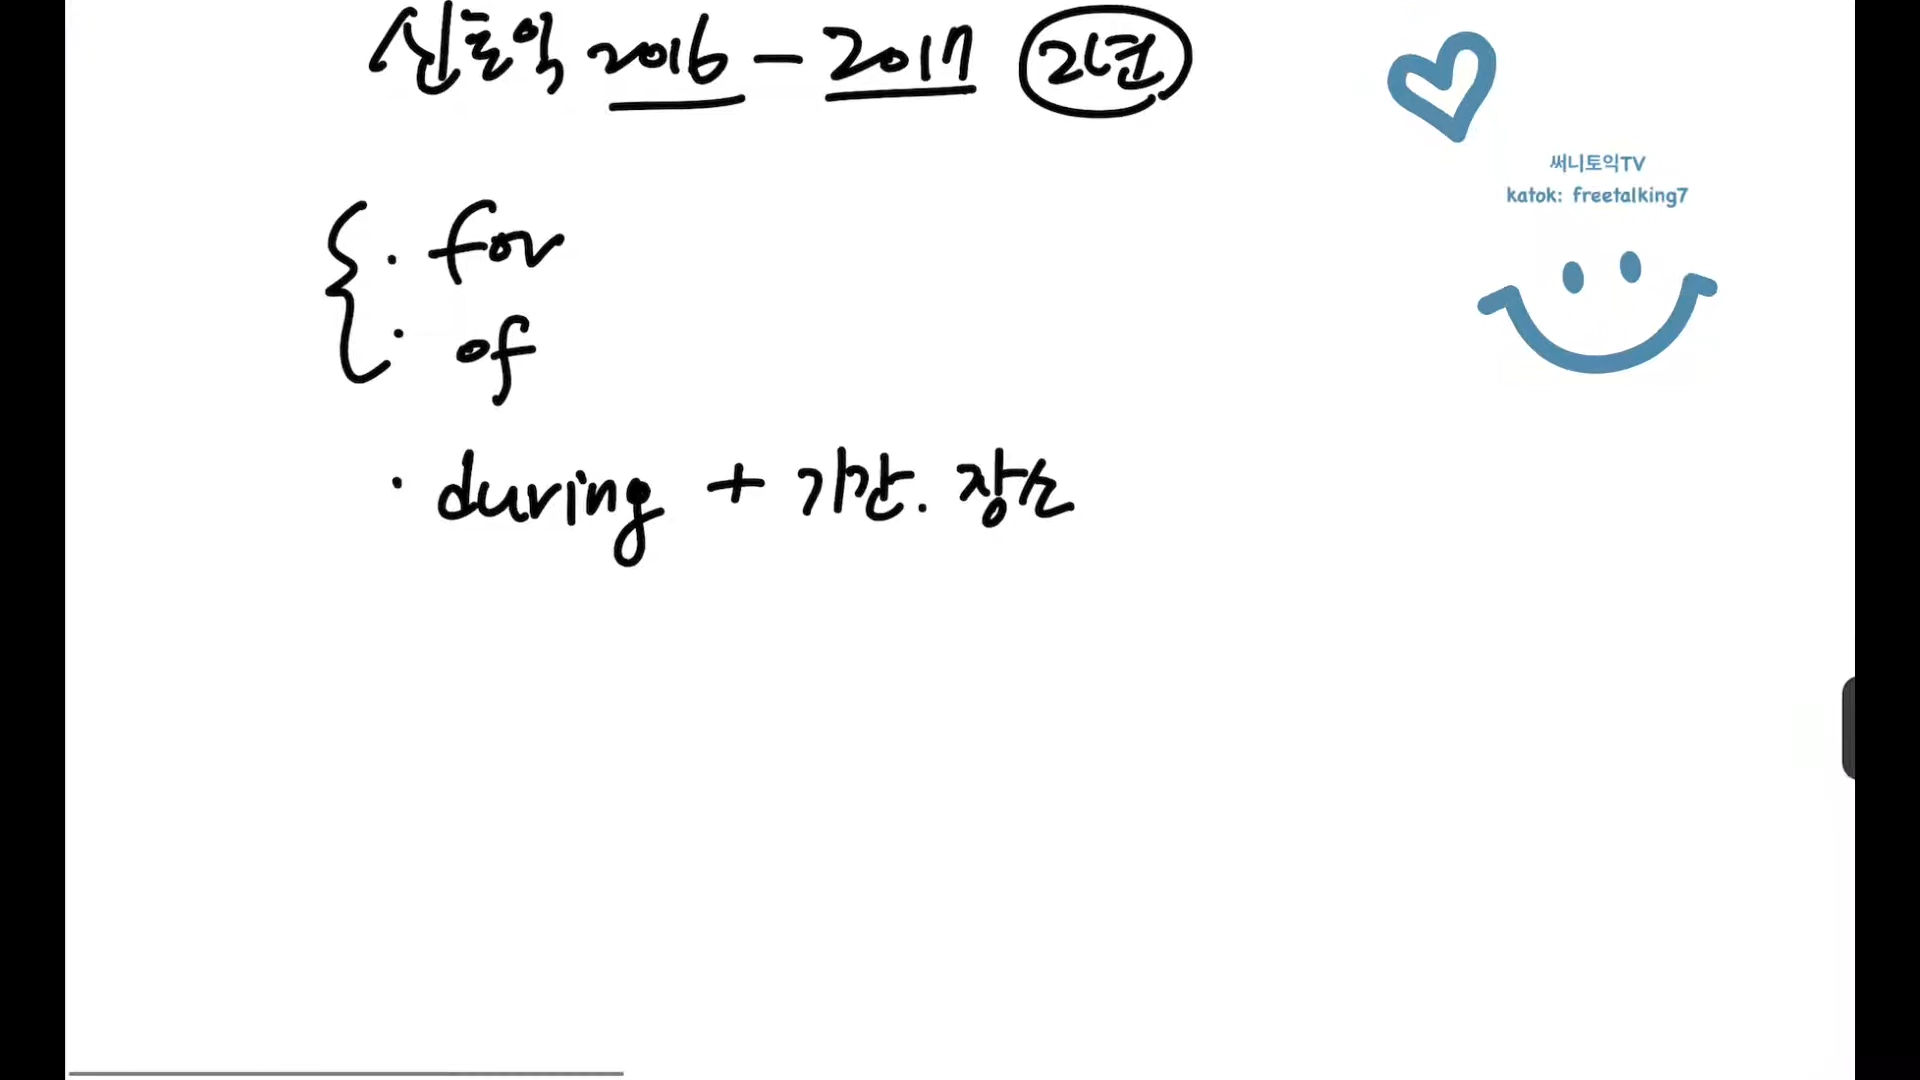 신토익 2016 - 2017 2년
써니토익TV
katok: freetalking7
· for
· of
· during + 기간. 장소